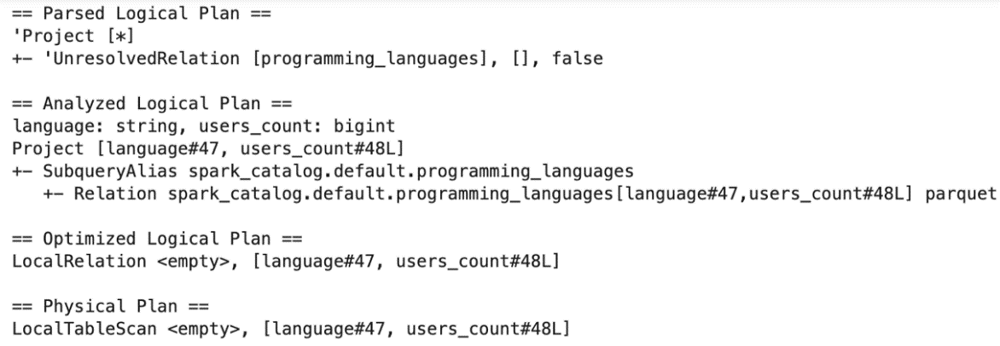 == Parsed Logical Plan ==
'Project [*]
+- 'UnresolvedRelation [programming_languages], [], false

== Analyzed Logical Plan ==
language: string, users_count: bigint
Project [language#47, users_count#48L]
+- SubqueryAlias spark_catalog.default.programming_languages
   +- Relation spark_catalog.default.programming_languages[language#47,users_count#48L] parquet

== Optimized Logical Plan ==
LocalRelation <empty>, [language#47, users_count#48L]

== Physical Plan ==
LocalTableScan <empty>, [language#47, users_count#48L]